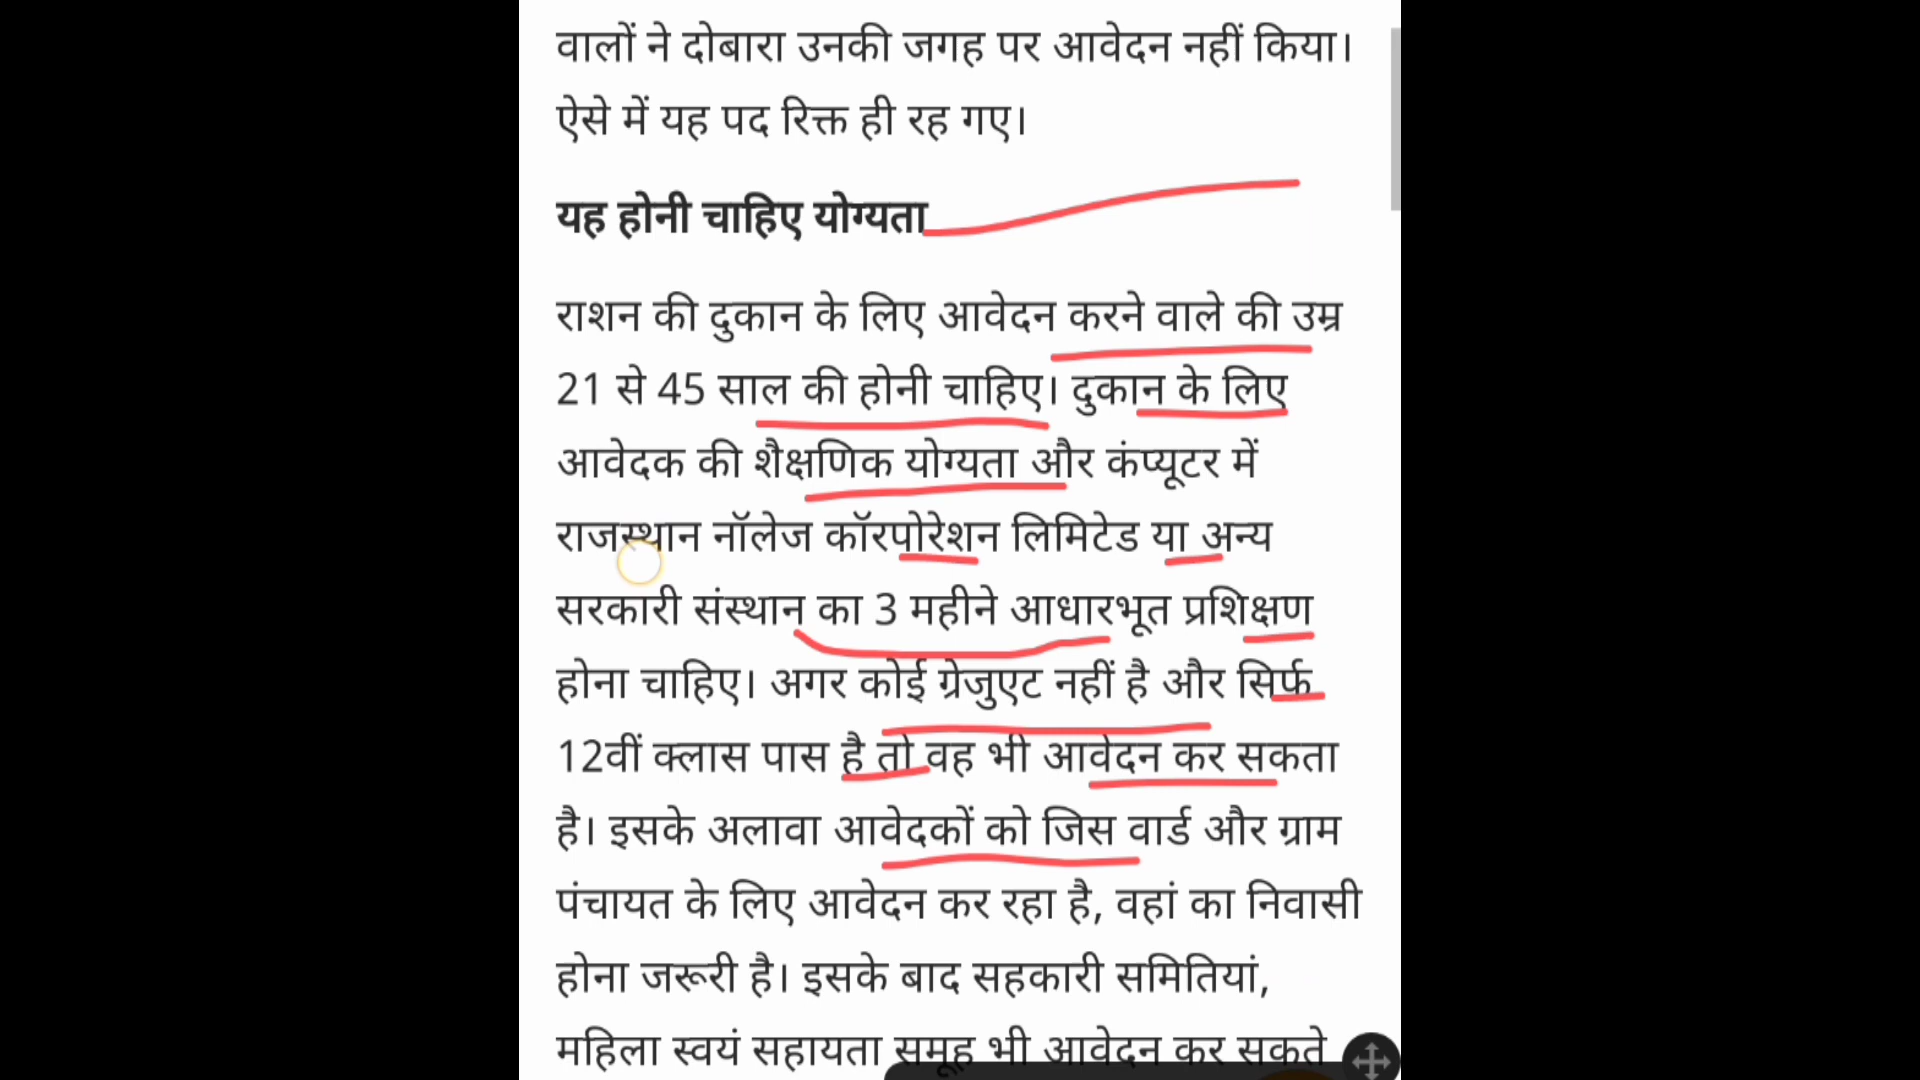 वालों ने दोबारा उनकी जगह पर आवेदन नहीं किया।
ऐसे में यह पद रिक्त ही रह गए।
यह होनी चाहिए योग्यता
राशन की दुकान के लिए आवेदन करने वाले की उम्र
21 से 45 साल की होनी चाहिए। दुकान के लिए
आवेदक की शैक्षणिक योग्यता और कंप्यूटर में
राजस्थान नॉलेज कॉरपोरेशन लिमिटेड या अन्य
सरकारी संस्थान का 3 महीने आधारभूत प्रशिक्षण
होना चाहिए। अगर कोई ग्रेजुएट नहीं है और सिर्फ
12वीं क्लास पास है तो वह भी आवेदन कर सकता
है। इसके अलावा आवेदकों को जिस वार्ड और ग्राम
पंचायत के लिए आवेदन कर रहा है, वहां का निवासी
होना जरूरी है। इसके बाद सहकारी समितियां,
महिला स्वयं सहायता समूह भी आवेदन कर सकते